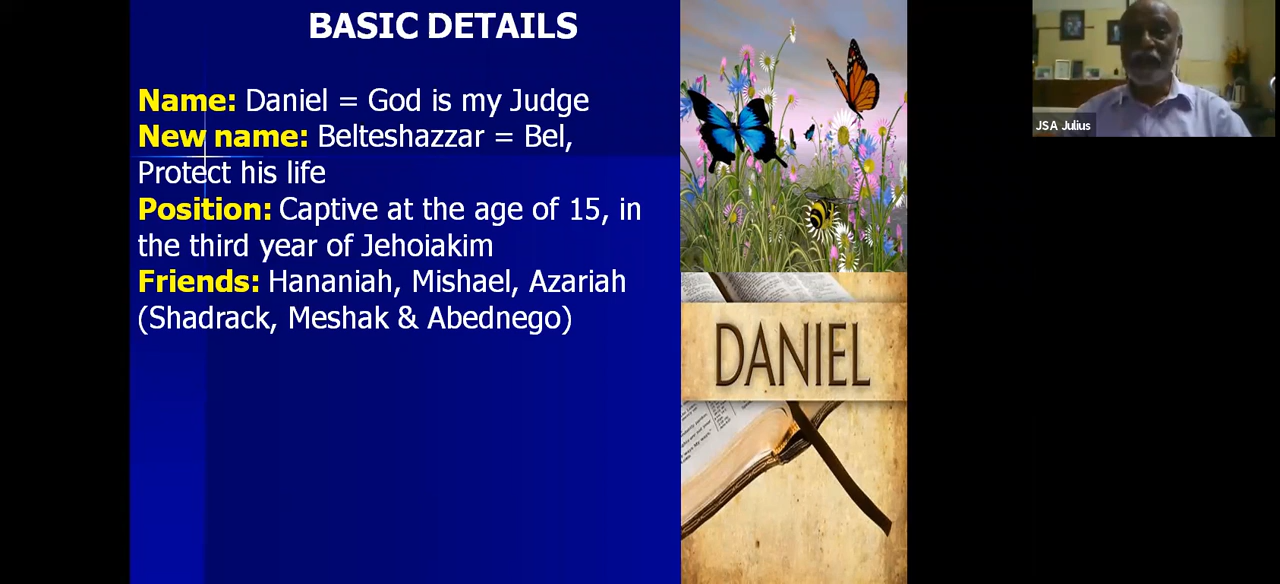 BASIC DETAILS
Name: Daniel = God is my Judge
New name: Belteshazzar = Bel,
Protect his life
Position: Captive at the age of 15, in
the third year of Jehoiakim
Friends: Hananiah, Mishael, Azariah
(Shadrack, Meshak & Abednego)
DANIEL
JSA Julius